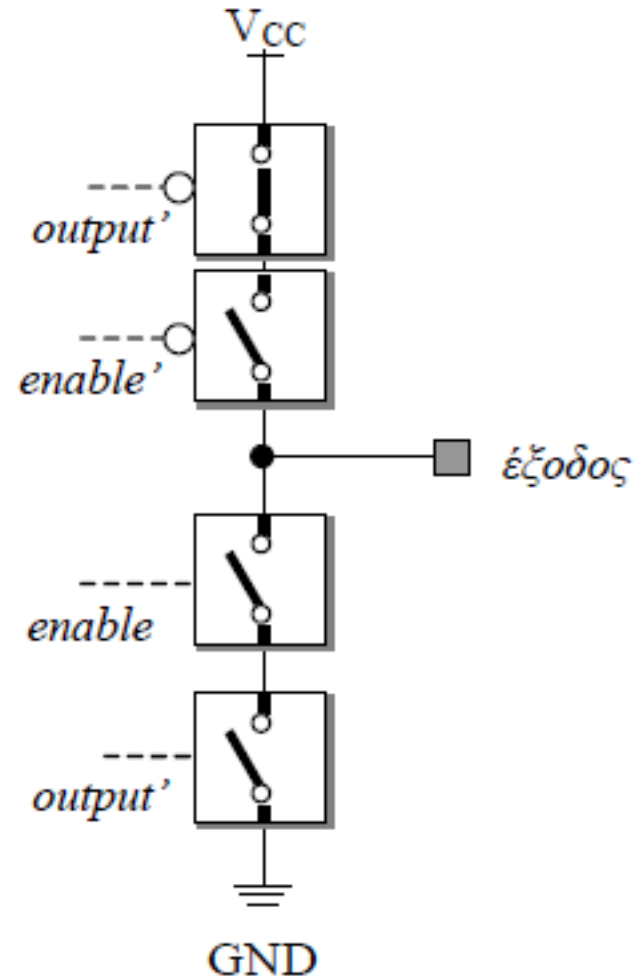 VCC
output’
enable’
έξοδος
enable
output’
GND